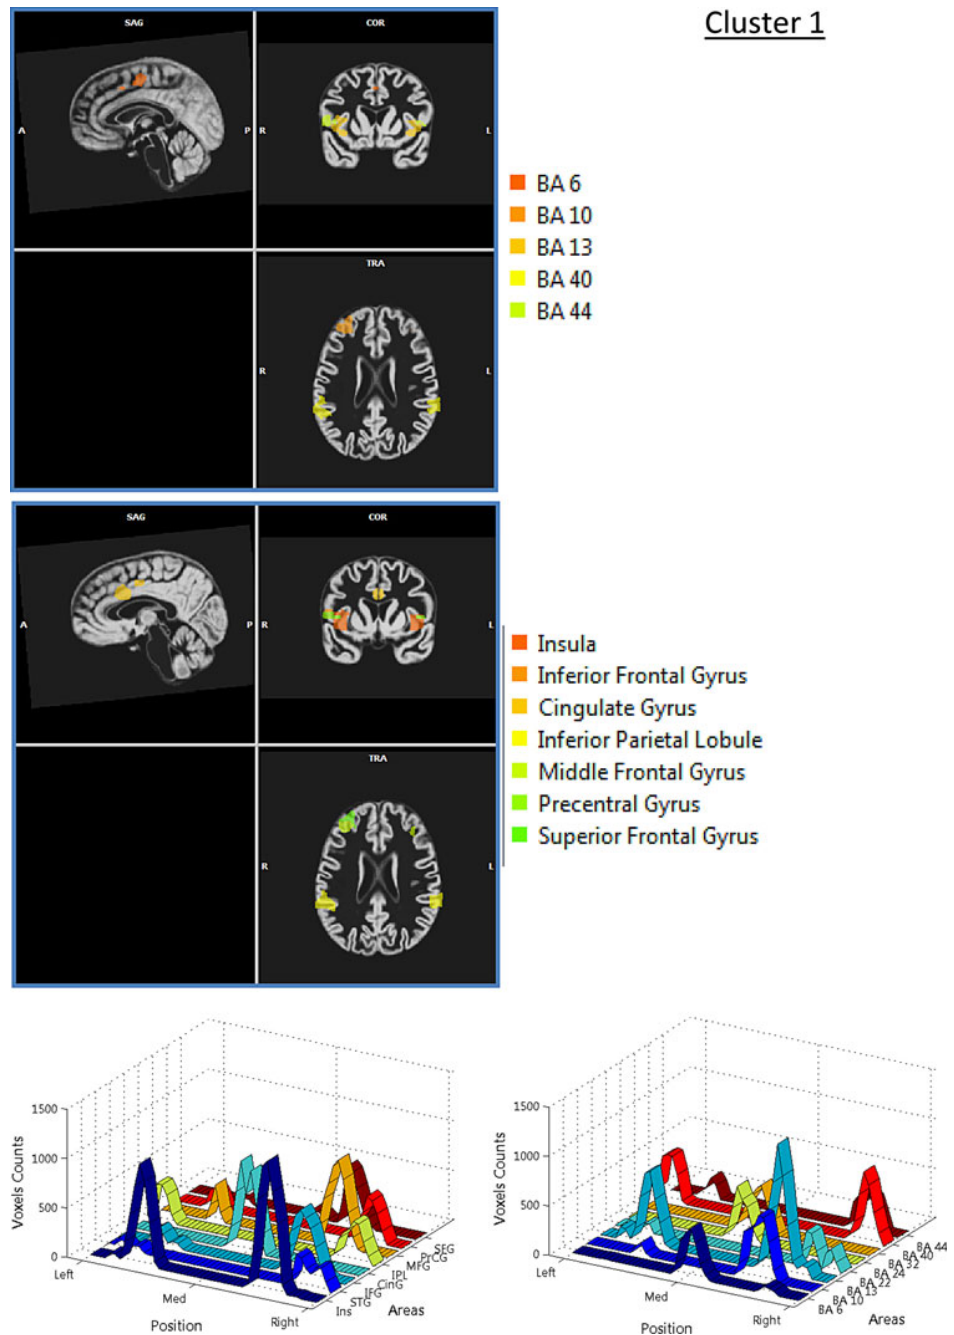 Cluster 1
SAG
COR
A
P
R
L
TRA
R
L
BA 6
BA 10
BA 13
BA 40
BA 44
SAG
COR
A
P
R
L
TRA
R
L
Insula
Inferior Frontal Gyrus
Cingulate Gyrus
Inferior Parietal Lobule
Middle Frontal Gyrus
Precentral Gyrus
Superior Frontal Gyrus
1500
1000
500
0
Voxels Counts
Left
Med
Right
Position
Ins
STG
IFG
CinG
IPL
MFG
PrCG
SFG
Areas
1500
1000
500
0
Voxels Counts
Left
Med
Right
Position
BA 6
BA 10
BA 13
BA 22
BA 24
BA 32
BA 40
BA 44
Areas